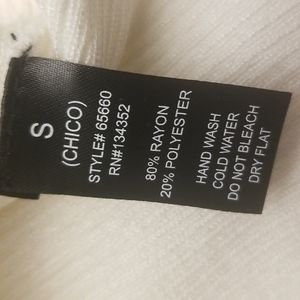 S
(CHICO)
STYLE# 65660
RN#134352
80% RAYON
20% POLYESTER
HAND WASH
COLD WATER
DO NOT BLEACH
DRY FLAT